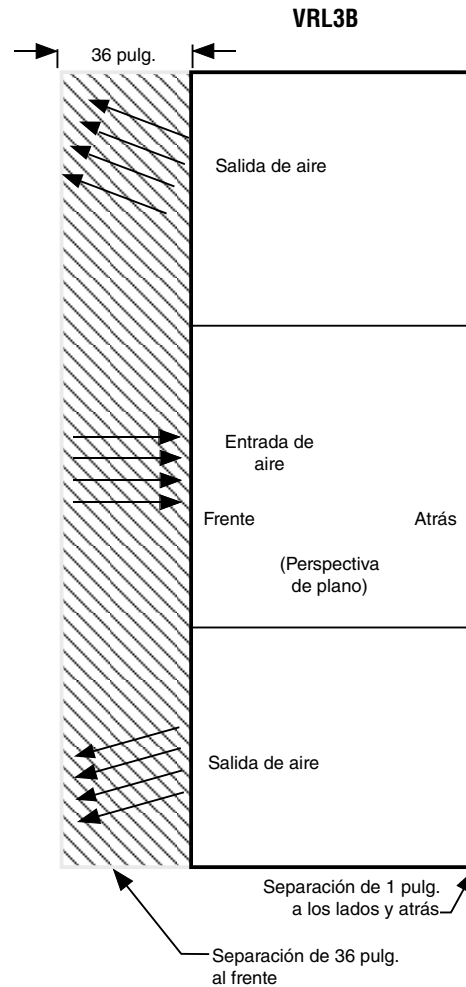 VRL3B
36 pulg.
Salida de aire
Entrada de
aire
Frente
Atrás
(Perspectiva
de plano)
Salida de aire
Separación de 1 pulg.
a los lados y atrás
Separación de 36 pulg.
al frente